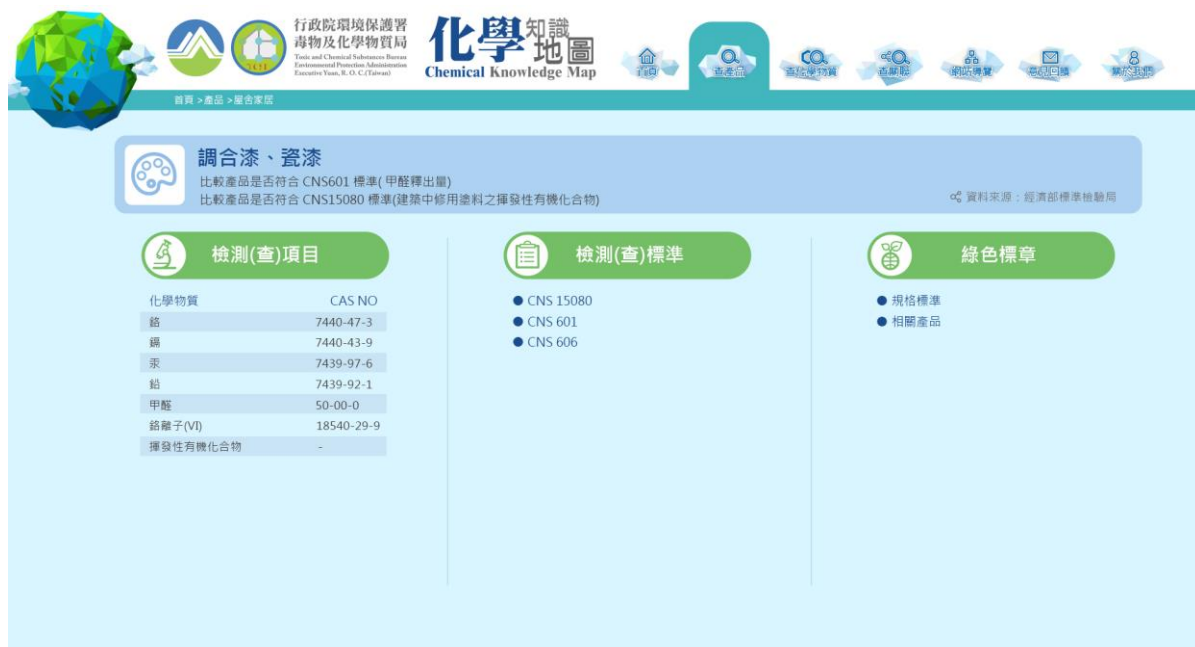 行政院環境保護署
毒物及化學物質局
Toxic and Chemical Substances Bureau
Environmental Protection Administration
Executive Yuan, R. O. C.(Taiwan)
TCSB
化學知識地圖
Chemical Knowledge Map
首頁
查產品
查化學物質
查關聯
網站導覽
意見回饋
關於我們
首頁 >產品 >屋舍家居
調合漆、瓷漆
比較產品是否符合 CNS601 標準( 甲醛釋出量)
比較產品是否符合 CNS15080 標準(建築中修用塗料之揮發性有機化合物)
資料來源：經濟部標準檢驗局
檢測(查)項目
化學物質 CAS NO
鉻 7440-47-3
鎘 7440-43-9
汞 7439-97-6
鉛 7439-92-1
甲醛 50-00-0
鉻離子(VI) 18540-29-9
揮發性有機化合物 -
檢測(查)標準
● CNS 15080
● CNS 601
● CNS 606
綠色標章
● 規格標準
● 相關產品